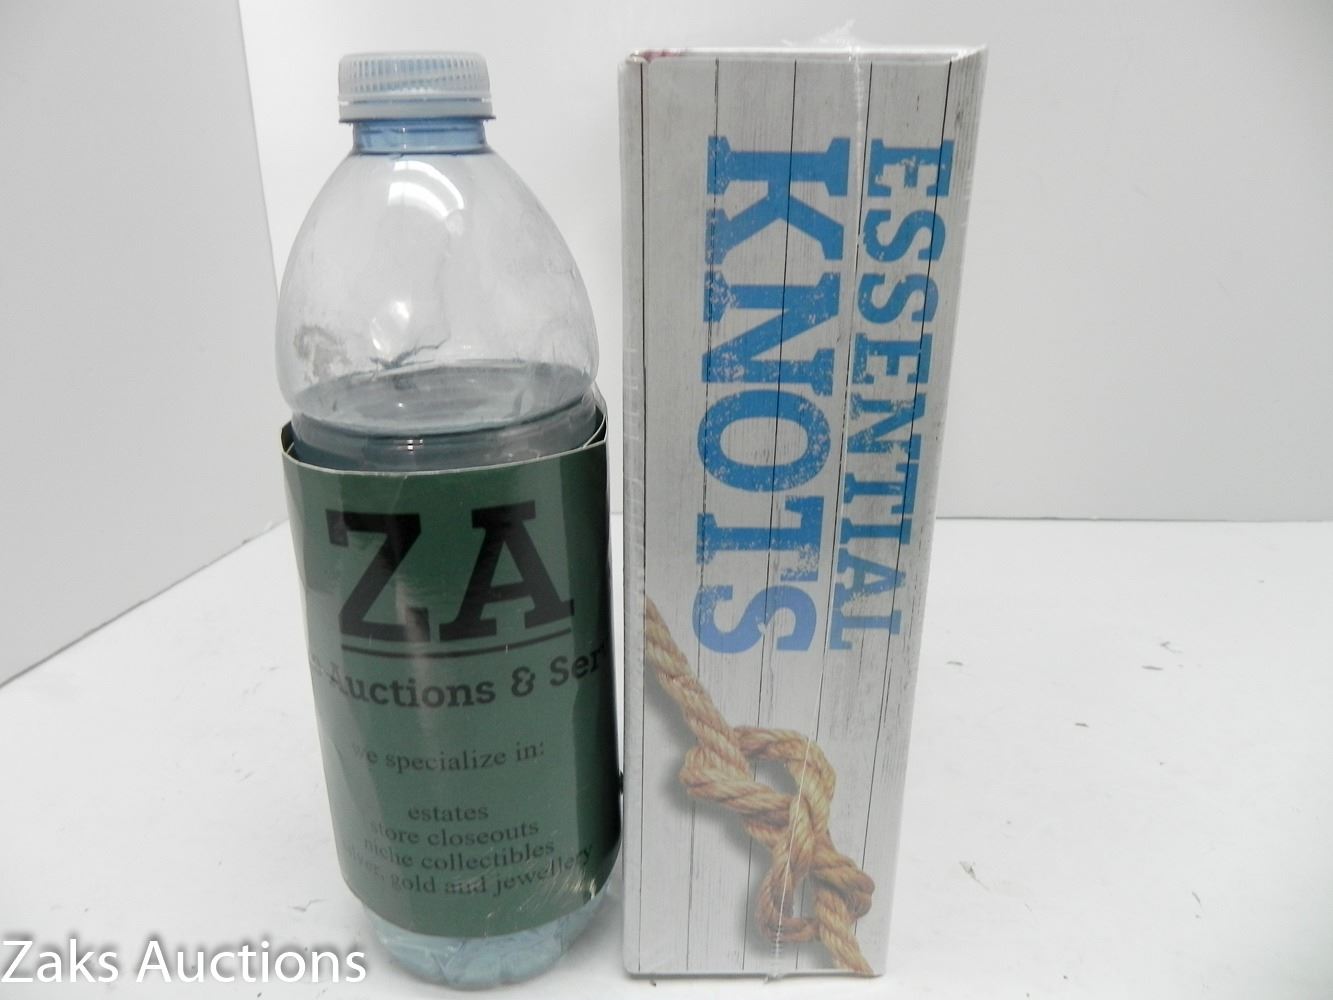 ZA
Auctions & Ser
we specialize in:
estates
store closeouts
niche collectibles
gold and jewellery
ESSENTIAL
KNOTS
Zaks Auctions